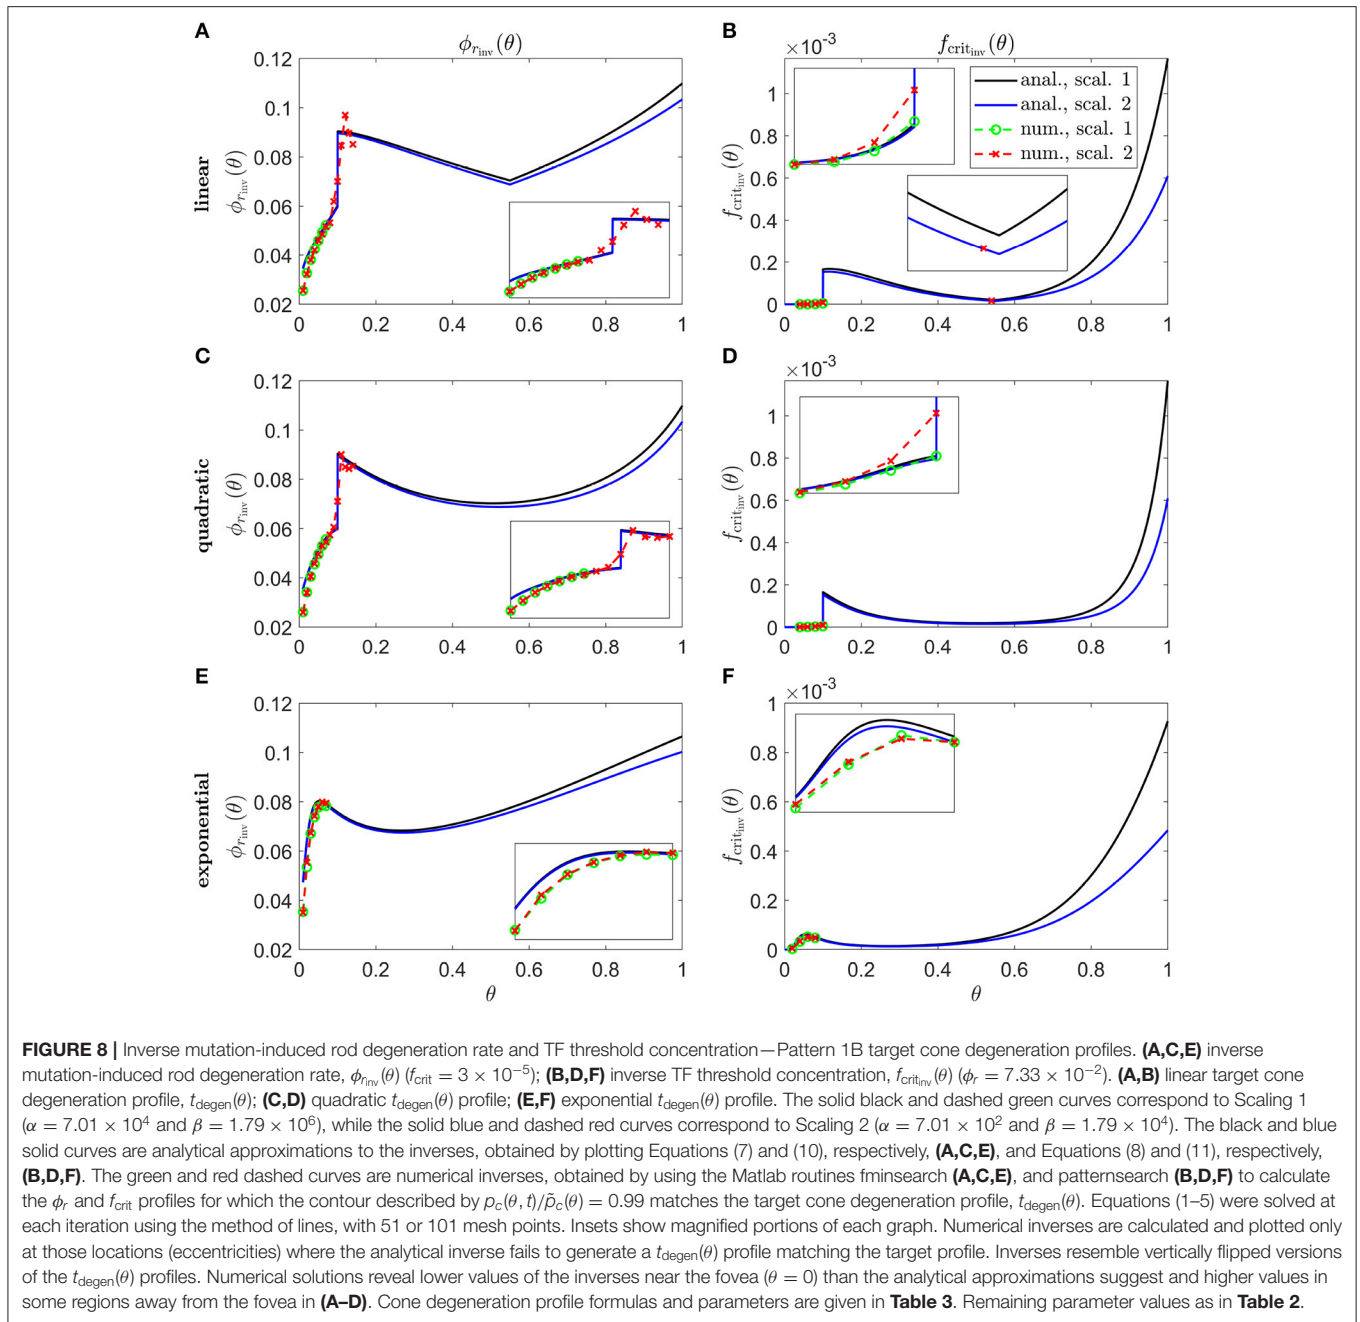 A
B
ϕ_{r_inv}(θ)
f_{crit_inv}(θ)
×10⁻³
0.12
0.1
0.08
0.06
0.04
0.02
0 0.2 0.4 0.6 0.8 1
linear
ϕ_{r_inv}(θ)
1
0.8
0.6
0.4
0.2
0
0 0.2 0.4 0.6 0.8 1
f_{crit_inv}(θ)
anal., scal. 1
anal., scal. 2
num., scal. 1
num., scal. 2
C
D
×10⁻³
0.12
0.1
0.08
0.06
0.04
0.02
0 0.2 0.4 0.6 0.8 1
quadratic
ϕ_{r_inv}(θ)
1
0.8
0.6
0.4
0.2
0
0 0.2 0.4 0.6 0.8 1
f_{crit_inv}(θ)
E
F
×10⁻³
0.12
0.1
0.08
0.06
0.04
0.02
0 0.2 0.4 0.6 0.8 1
exponential
ϕ_{r_inv}(θ)
θ
1
0.8
0.6
0.4
0.2
0
0 0.2 0.4 0.6 0.8 1
f_{crit_inv}(θ)
θ
FIGURE 8 | Inverse mutation-induced rod degeneration rate and TF threshold concentration—Pattern 1B target cone degeneration profiles. (A,C,E) inverse
mutation-induced rod degeneration rate, ϕ_{r_inv}(θ) (f_crit = 3 × 10⁻⁵); (B,D,F) inverse TF threshold concentration, f_{crit_inv}(θ) (ϕ_r = 7.33 × 10⁻²). (A,B) linear target cone
degeneration profile, t_degen(θ); (C,D) quadratic t_degen(θ) profile; (E,F) exponential t_degen(θ) profile. The solid black and dashed green curves correspond to Scaling 1
(α = 7.01 × 10⁴ and β = 1.79 × 10⁶), while the solid blue and dashed red curves correspond to Scaling 2 (α = 7.01 × 10² and β = 1.79 × 10⁴). The black and blue
solid curves are analytical approximations to the inverses, obtained by plotting Equations (7) and (10), respectively, (A,C,E), and Equations (8) and (11), respectively,
(B,D,F). The green and red dashed curves are numerical inverses, obtained by using the Matlab routines fminsearch (A,C,E), and patternsearch (B,D,F) to calculate
the ϕ_r and f_crit profiles for which the contour described by p_c(θ, t)/p̃_c(θ) = 0.99 matches the target cone degeneration profile, t_degen(θ). Equations (1–5) were solved at
each iteration using the method of lines, with 51 or 101 mesh points. Insets show magnified portions of each graph. Numerical inverses are calculated and plotted only
at those locations (eccentricities) where the analytical inverse fails to generate a t_degen(θ) profile matching the target profile. Inverses resemble vertically flipped versions
of the t_degen(θ) profiles. Numerical solutions reveal lower values of the inverses near the fovea (θ = 0) than the analytical approximations suggest and higher values in
some regions away from the fovea in (A–D). Cone degeneration profile formulas and parameters are given in Table 3. Remaining parameter values as in Table 2.